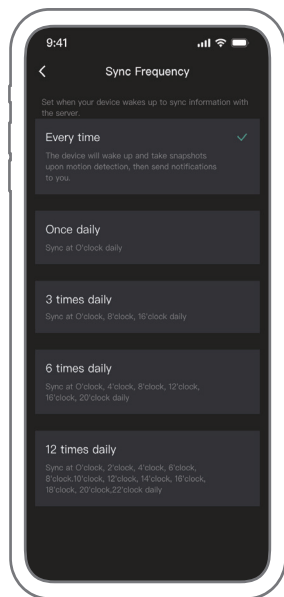 9:41
Sync Frequency
Set when your device wakes up to sync information with
the server.
Every time
The device will wake up and take snapshots
upon motion detection, then send notifications
to you.
Once daily
Sync at O'clock daily
3 times daily
Sync at O'clock, 8'clock, 16'clock daily
6 times daily
Sync at O'clock, 4'clock, 8'clock, 12'clock,
16'clock, 20'clock daily
12 times daily
Sync at O'clock, 2'clock, 4'clock, 6'clock,
8'clock.10'clock, 12'clock, 14'clock, 16'clock,
18'clock, 20'clock,22'clock daily